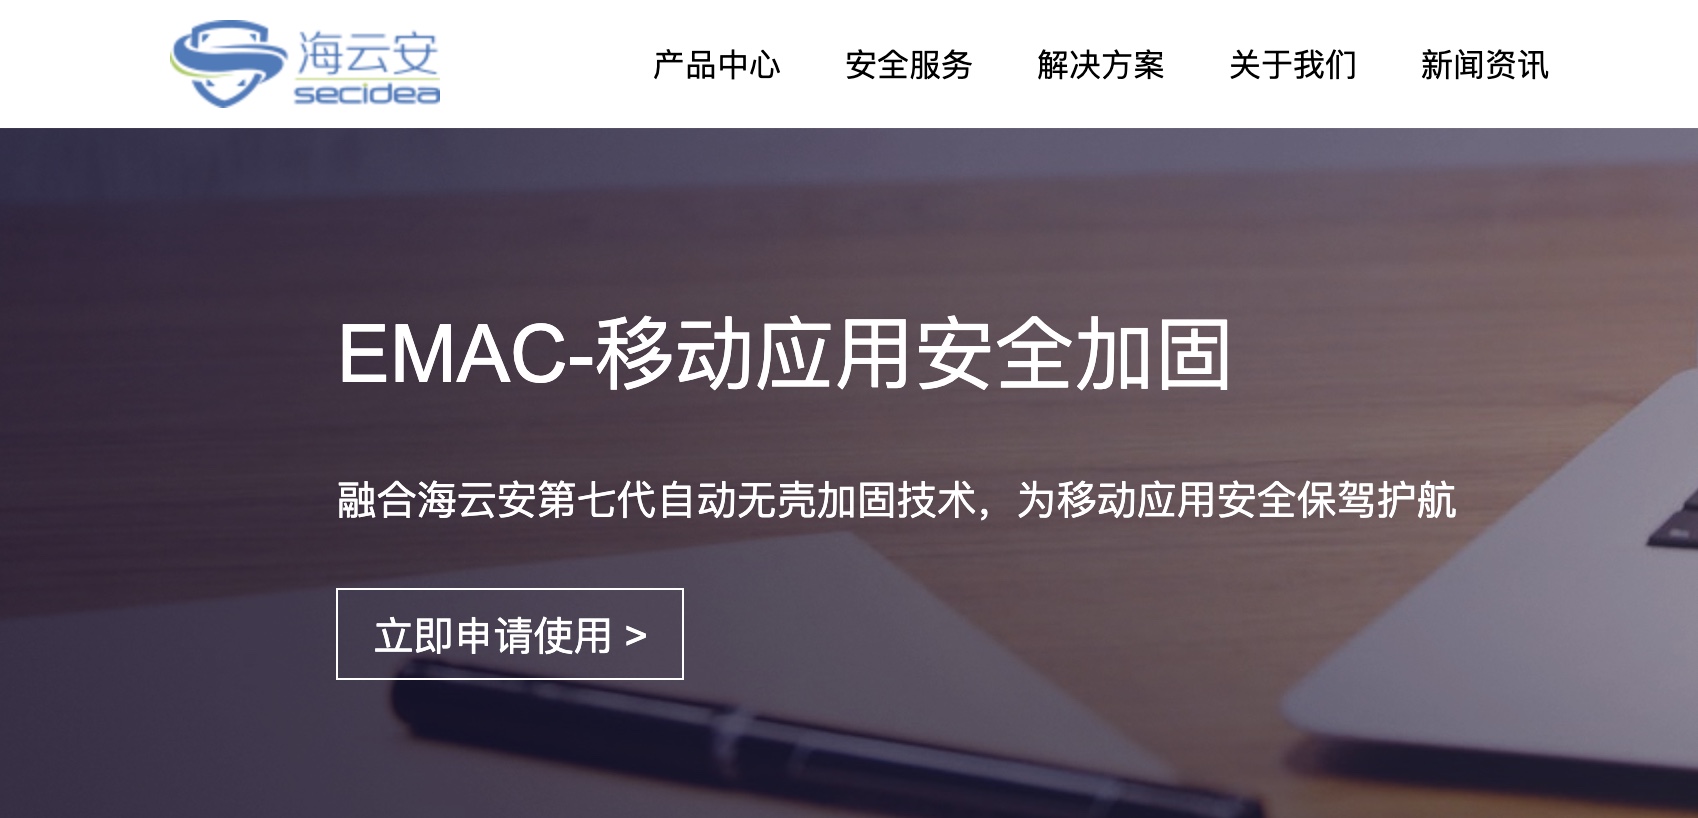 海云安
secidea
产品中心 安全服务 解决方案 关于我们 新闻资讯
EMAC-移动应用安全加固
融合海云安第七代自动无壳加固技术，为移动应用安全保驾护航
立即申请使用 >